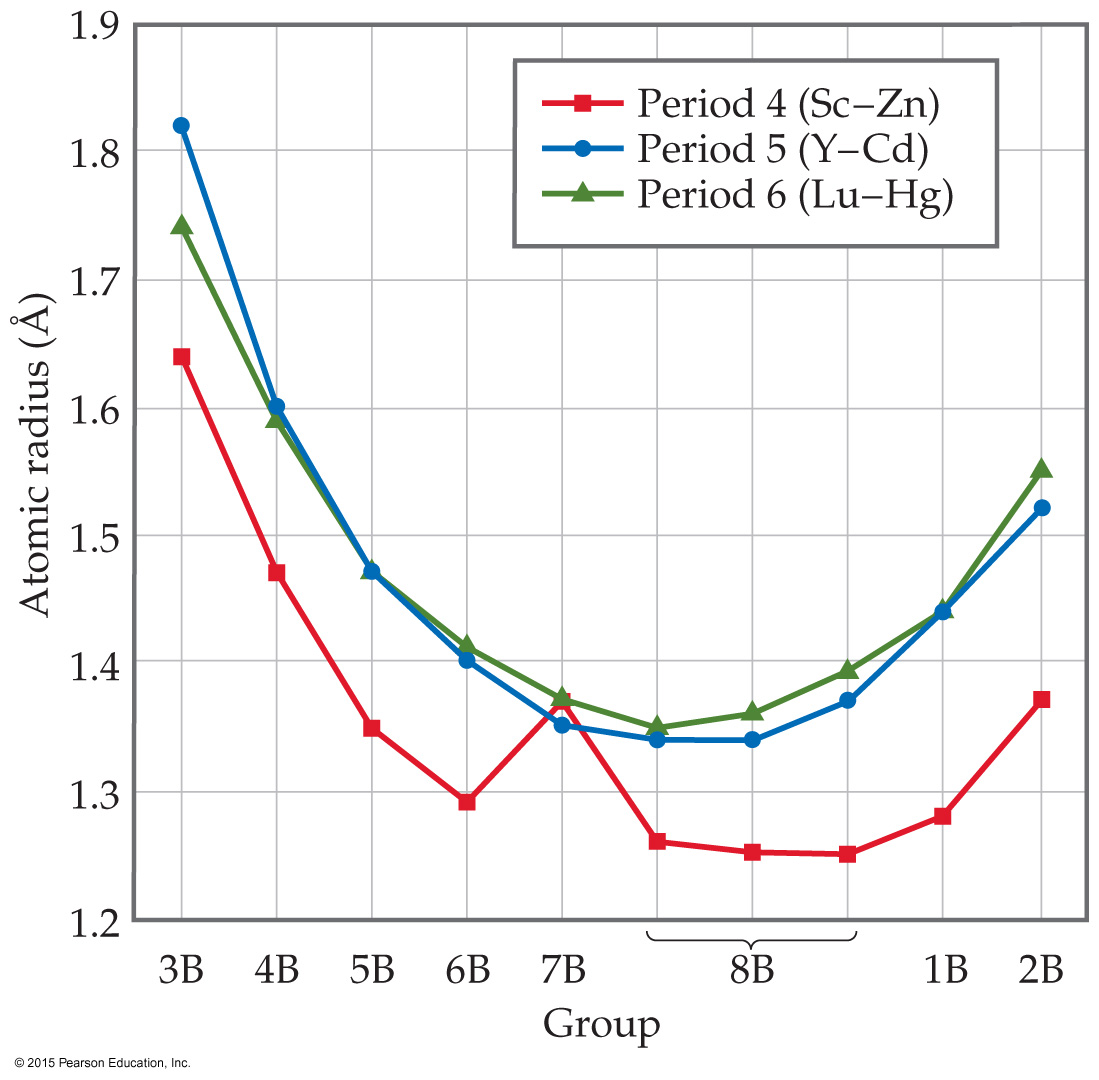 1.9
1.8
1.7
1.6
1.5
1.4
1.3
1.2
Atomic radius (Å)
Period 4 (Sc–Zn)
Period 5 (Y–Cd)
Period 6 (Lu–Hg)
3B 4B 5B 6B 7B 8B 1B 2B
Group
© 2015 Pearson Education, Inc.